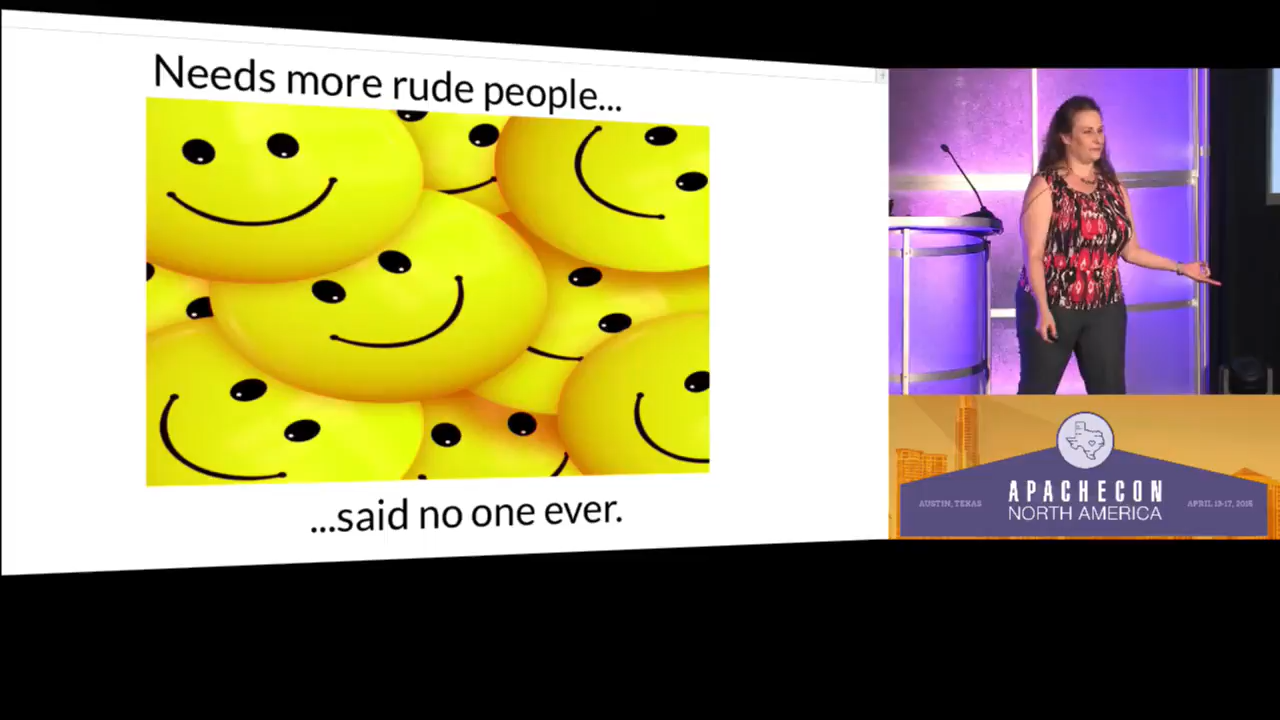 Needs more rude people...
...said no one ever.
APACHECON
NORTH AMERICA
AUSTIN, TEXAS
APRIL 13-17, 2015